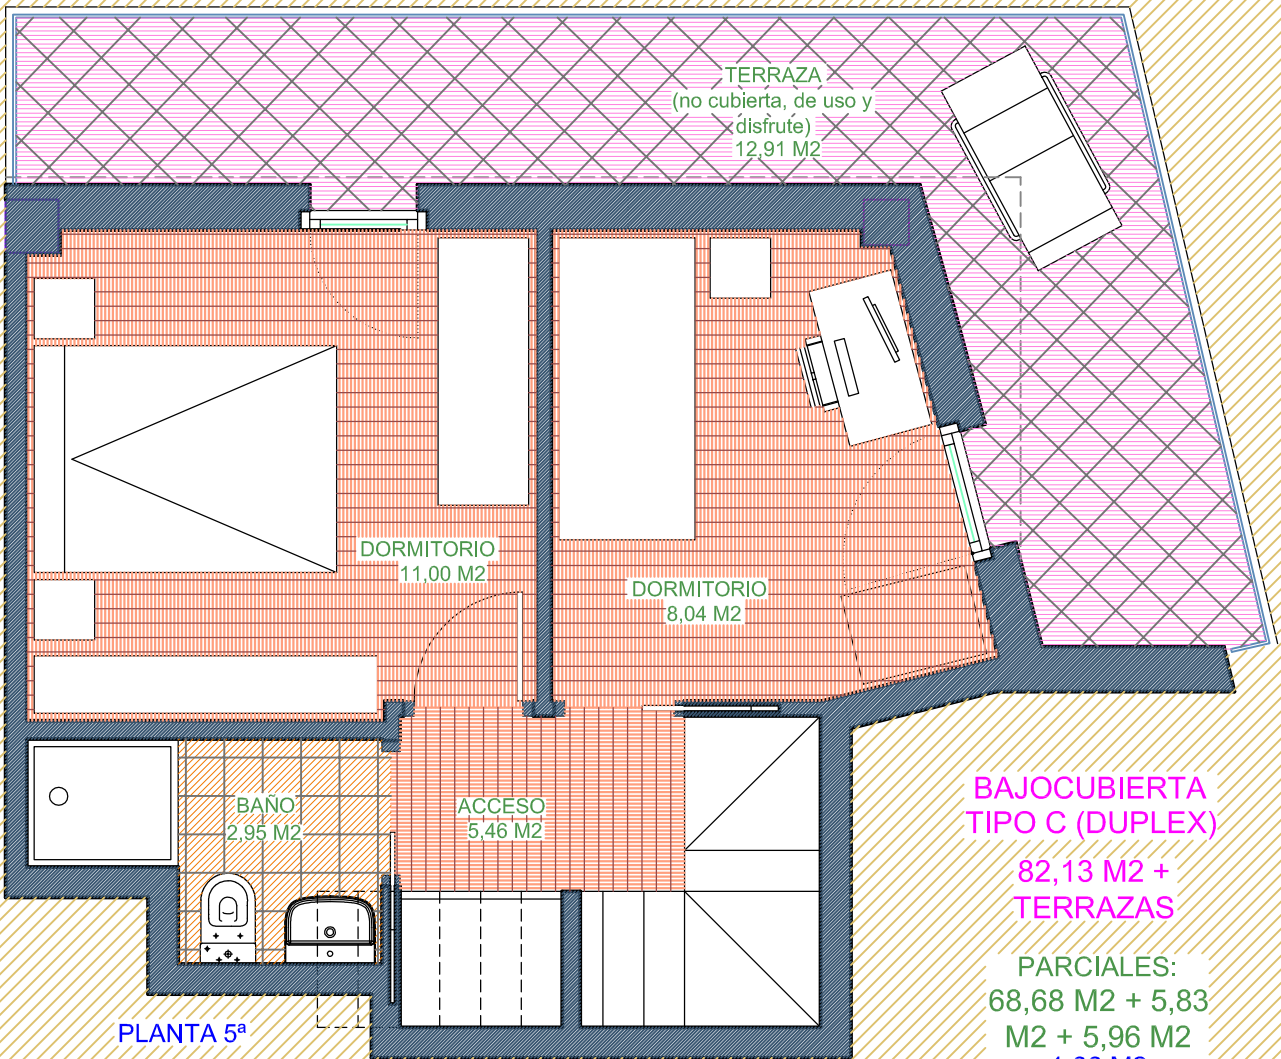 TERRAZA
(no cubierta, de uso y
disfrute)
12,91 M2
DORMITORIO
11,00 M2
DORMITORIO
8,04 M2
BAÑO
2,95 M2
ACCESO
5,46 M2
BAJOCUBIERTA
TIPO C (DUPLEX)
82,13 M2 +
TERRAZAS
PARCIALES:
68,68 M2 + 5,83
M2 + 5,96 M2
PLANTA 5ª